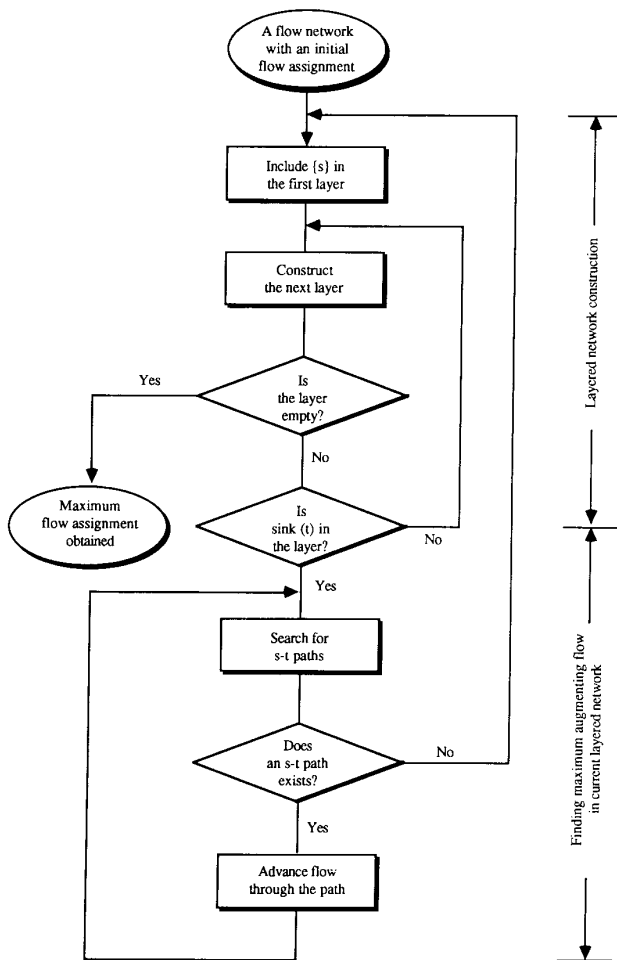 A flow network
with an initial
flow assignment
Include {s} in
the first layer
Construct
the next layer
Is
the layer
empty?
Yes
No
Maximum
flow assignment
obtained
Is
sink (t) in
the layer?
No
Yes
Search for
s-t paths
Does
an s-t path
exists?
No
Yes
Advance flow
through the path
Layered network construction
Finding maximum augmenting flow
in current layered network